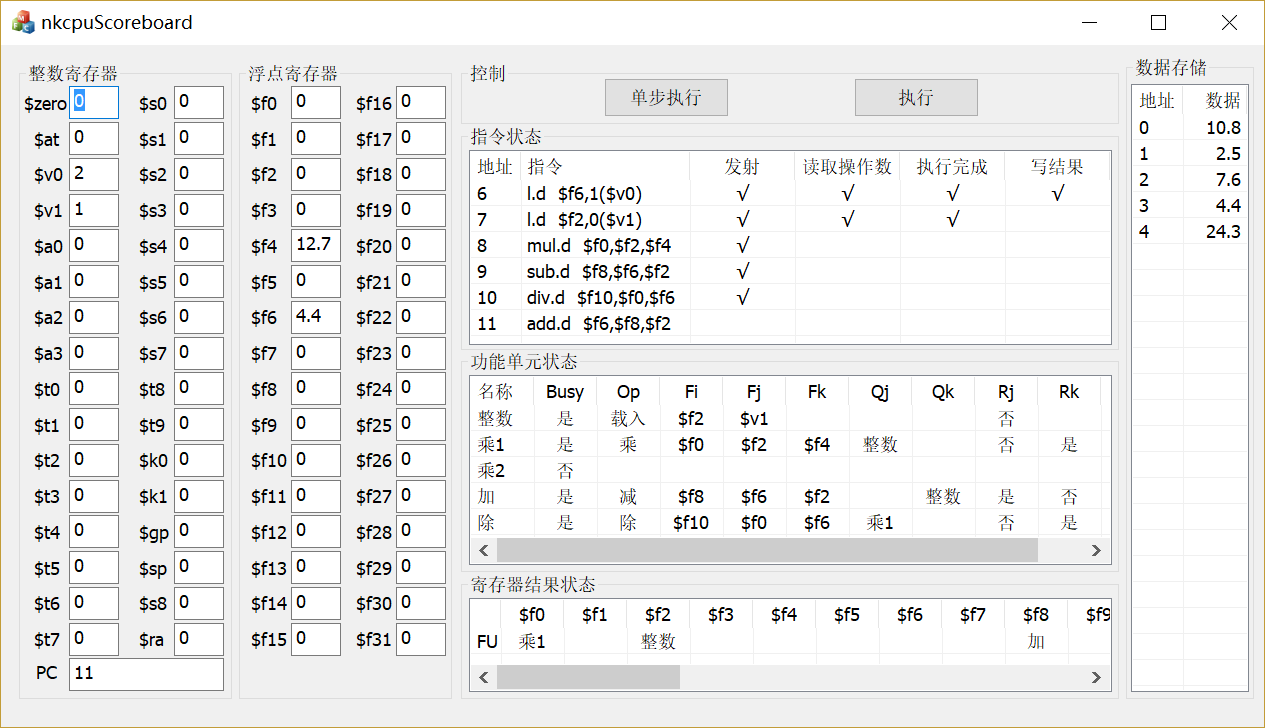 nkcpuScoreboard
整数寄存器
$zero 0 $s0 0
$at 0 $s1 0
$v0 2 $s2 0
$v1 1 $s3 0
$a0 0 $s4 0
$a1 0 $s5 0
$a2 0 $s6 0
$a3 0 $s7 0
$t0 0 $t8 0
$t1 0 $t9 0
$t2 0 $k0 0
$t3 0 $k1 0
$t4 0 $gp 0
$t5 0 $sp 0
$t6 0 $s8 0
$t7 0 $ra 0
PC 11
浮点寄存器
$f0 0 $f16 0
$f1 0 $f17 0
$f2 0 $f18 0
$f3 0 $f19 0
$f4 12.7 $f20 0
$f5 0 $f21 0
$f6 4.4 $f22 0
$f7 0 $f23 0
$f8 0 $f24 0
$f9 0 $f25 0
$f10 0 $f26 0
$f11 0 $f27 0
$f12 0 $f28 0
$f13 0 $f29 0
$f14 0 $f30 0
$f15 0 $f31 0
控制
单步执行 执行
指令状态
地址 指令 发射 读取操作数 执行完成 写结果
6 l.d $f6,1($v0) √ √ √ √
7 l.d $f2,0($v1) √ √ √
8 mul.d $f0,$f2,$f4 √
9 sub.d $f8,$f6,$f2 √
10 div.d $f10,$f0,$f6 √
11 add.d $f6,$f8,$f2
功能单元状态
名称 Busy Op Fi Fj Fk Qj Qk Rj Rk
整数 是 载入 $f2 $v1 否
乘1 是 乘 $f0 $f2 $f4 整数 否 是
乘2 否
加 是 减 $f8 $f6 $f2 整数 是 否
除 是 除 $f10 $f0 $f6 乘1 否 是
寄存器结果状态
$f0 $f1 $f2 $f3 $f4 $f5 $f6 $f7 $f8 $f9
FU 乘1 整数 加
数据存储
地址 数据
0 10.8
1 2.5
2 7.6
3 4.4
4 24.3